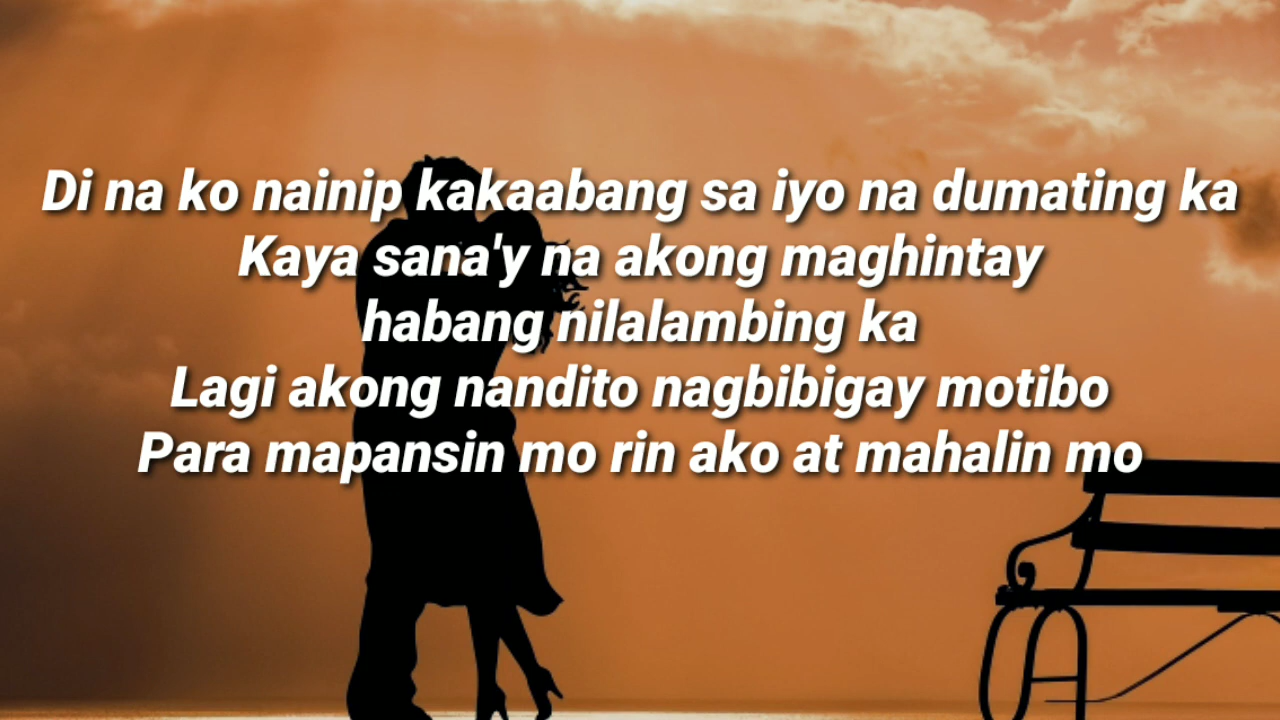 Di na ko nainip kakaabang sa iyo na dumating ka
Kaya sana'y na akong maghintay
habang nilalambing ka
Lagi akong nandito nagbibigay motibo
Para mapansin mo rin ako at mahalin mo